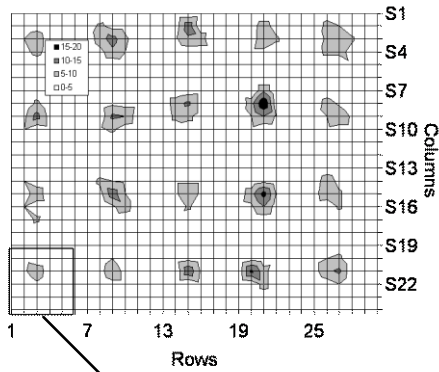 S1
15-20
10-15
5-10
0-5
S4
S7
S10
S13
S16
S19
S22
Columns
1 7 13 19 25
Rows